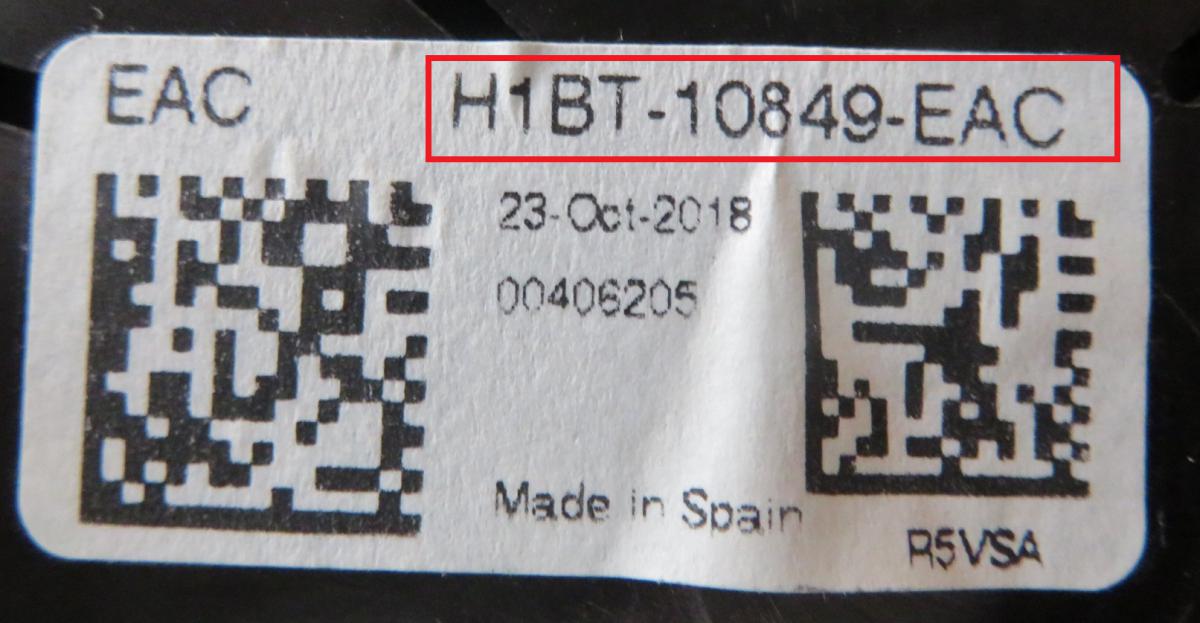 EAC
H1BT-10849-EAC
23-Oct-2018
00406205
Made in Spain
R5VSA